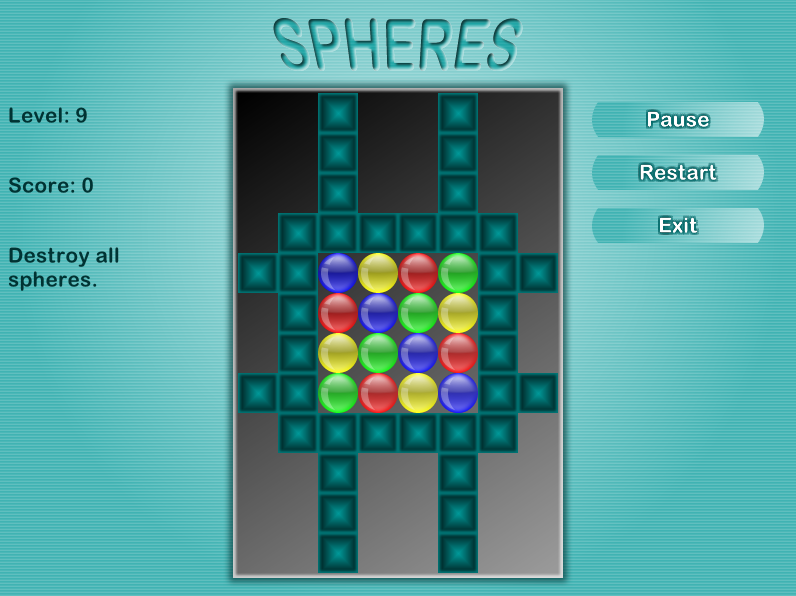 SPHERES
Level: 9
Score: 0
Destroy all
spheres.
Pause
Restart
Exit